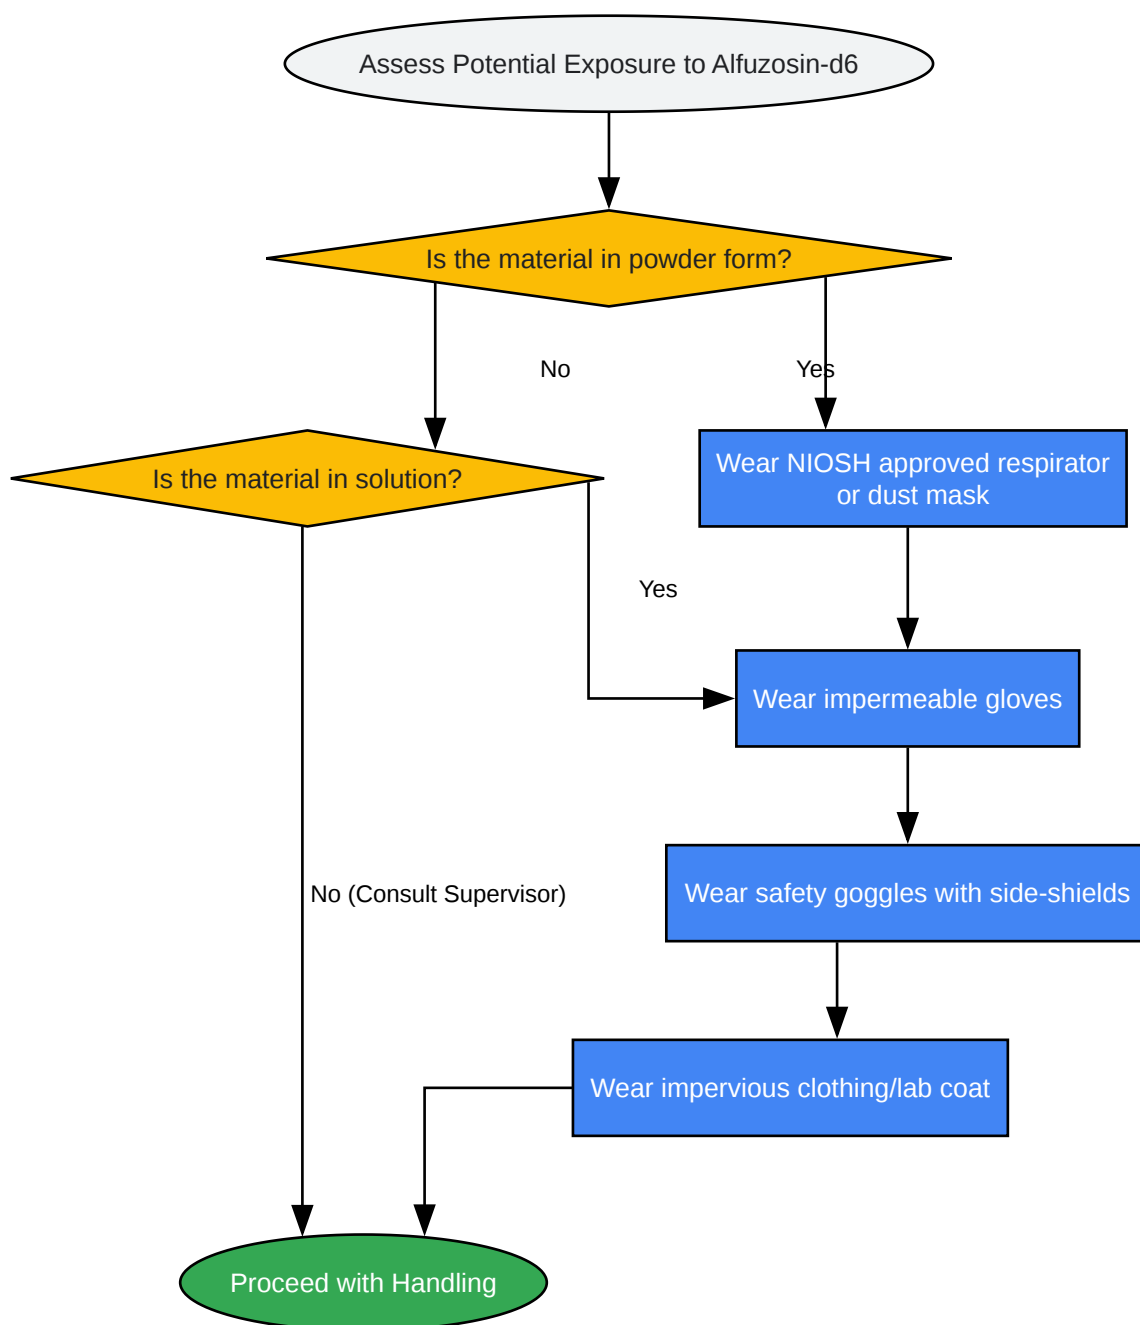 Assess Potential Exposure to Alfuzosin-d6
Is the material in powder form?
No
Yes
Is the material in solution?
Wear NIOSH approved respirator
or dust mask
Yes
Wear impermeable gloves
Wear safety goggles with side-shields
No (Consult Supervisor)
Wear impervious clothing/lab coat
Proceed with Handling